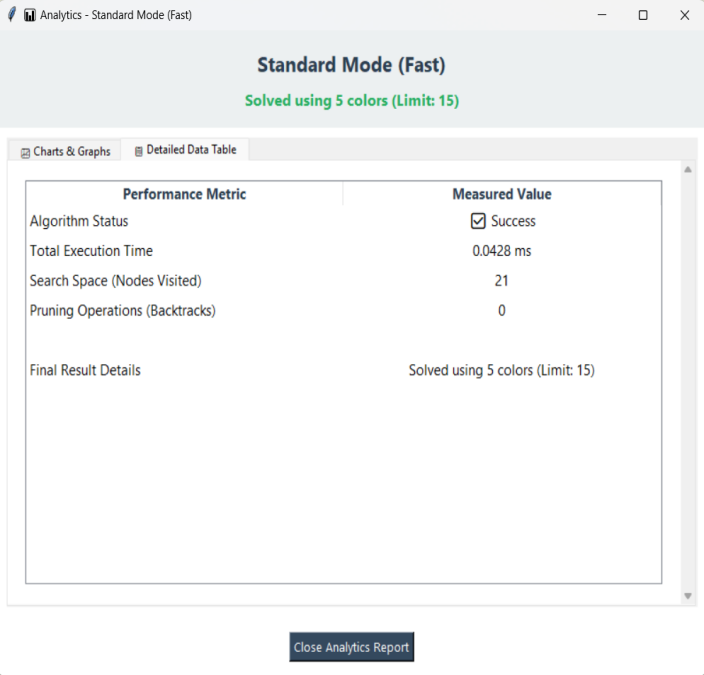 Analytics - Standard Mode (Fast)
Standard Mode (Fast)
Solved using 5 colors (Limit: 15)
Charts & Graphs Detailed Data Table
Performance Metric Measured Value
Algorithm Status Success
Total Execution Time 0.0428 ms
Search Space (Nodes Visited) 21
Pruning Operations (Backtracks) 0
Final Result Details Solved using 5 colors (Limit: 15)
Close Analytics Report